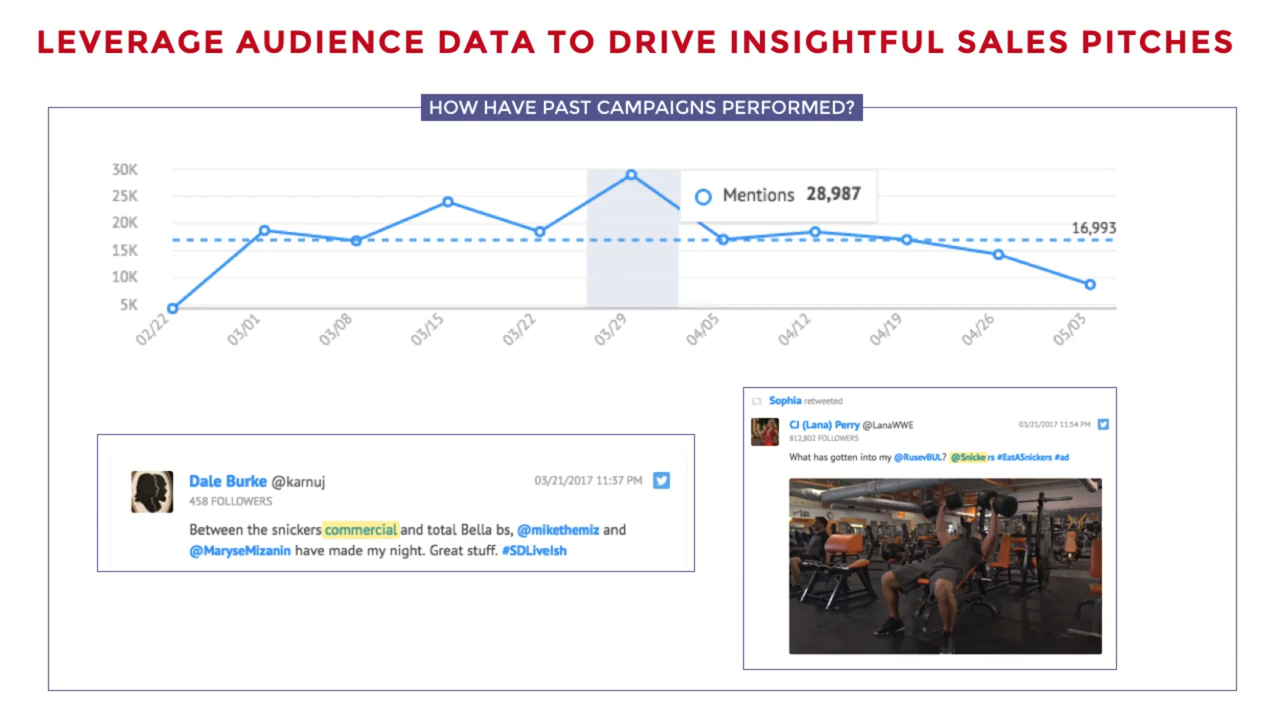 LEVERAGE AUDIENCE DATA TO DRIVE INSIGHTFUL SALES PITCHES
HOW HAVE PAST CAMPAIGNS PERFORMED?
30K
25K
20K
15K
10K
5K
Mentions 28,987
16,993
02/22
03/01
03/08
03/15
03/22
03/29
04/05
04/12
04/19
04/26
05/03
Dale Burke @karnuj
03/21/2017 11:37 PM
458 FOLLOWERS
Between the snickers commercial and total Bella bs, @mikethemiz and
@MaryseMizanin have made my night. Great stuff. #SDLiveIsh
Sophia retweeted
CJ (Lana) Perry @LanaWWE
03/21/2017 11:54 PM
812,802 FOLLOWERS
What has gotten into my @RusevBUL? @Snickers #EatASnickers #ad